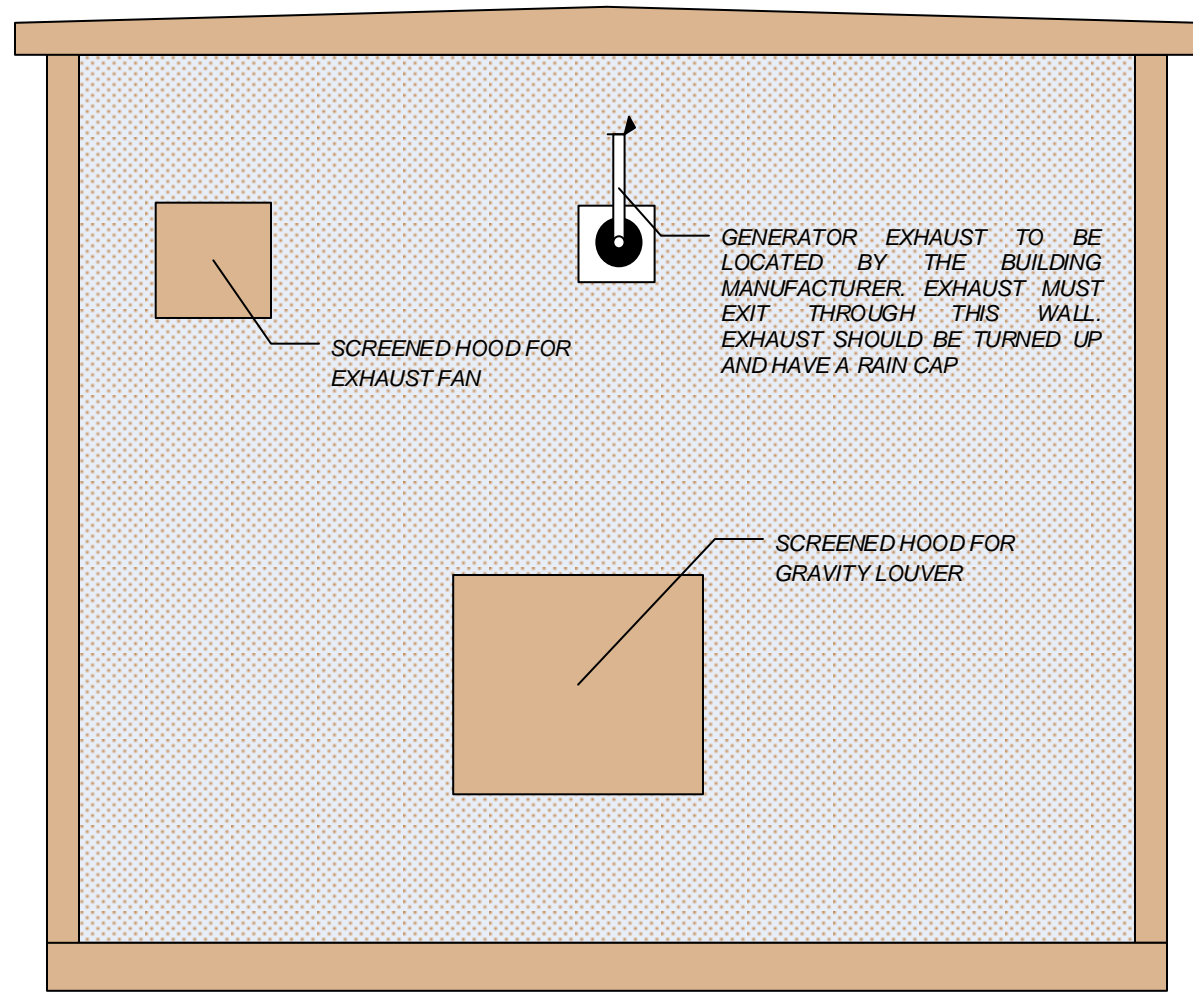 GENERATOR EXHAUST TO BE
LOCATED BY THE BUILDING
MANUFACTURER. EXHAUST MUST
EXIT THROUGH THIS WALL.
EXHAUST SHOULD BE TURNED UP
AND HAVE A RAIN CAP
SCREENED HOOD FOR
EXHAUST FAN
SCREENED HOOD FOR
GRAVITY LOUVER